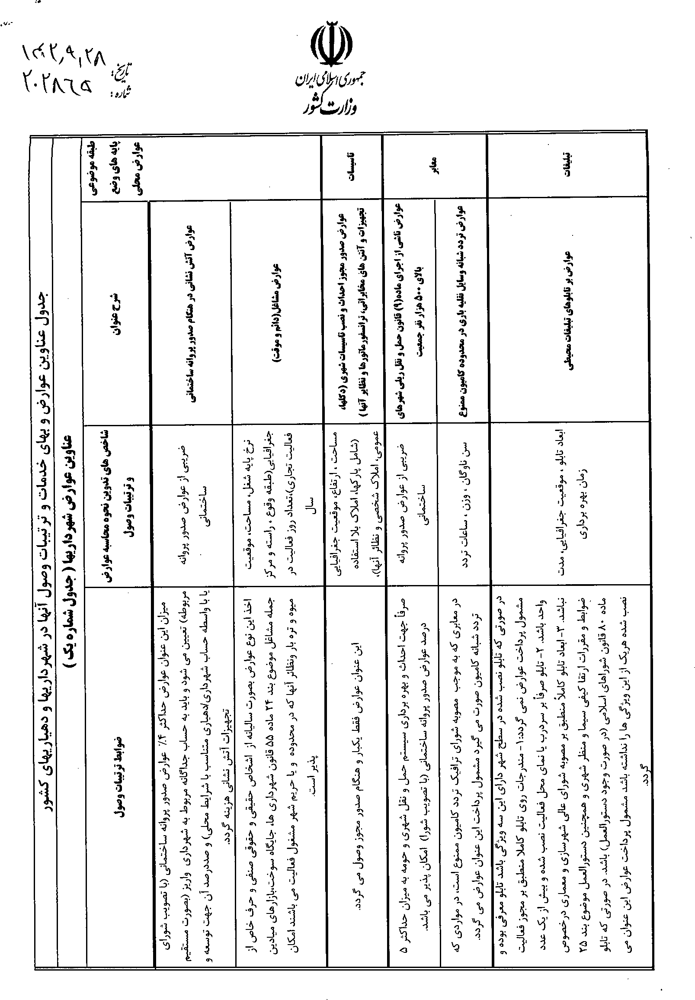 ۱۴۰۲,۹,۲۸
تاریخ:
۲۰۲۸۶۵
شماره:
جمهوری اسلامی ایران
وزارت کشور
جدول عناوین عوارض و بهای خدمات و ترتیبات وصول آنها در شهرداریها و دهیاریهای کشور
عناوین عوارض شهرداریها (جدول شماره یک)
طبقه موضوعی
پایه های وضع
عوارض محلی
شرح عنوان
شاخص های تدوین نحوه محاسبه عوارض
و ترتیبات وصول
ضوابط ترتیبات وصول
عوارض آتش نشانی در هنگام صدور پروانه ساختمانی
ضریبی از عوارض صدور پروانه
ساختمانی
میزان این عنوان عوارض حداکثر ۴٪ عوارض صدور پروانه ساختمانی (با تصویب شورای
مربوطه) تعیین می شود و باید به حساب جداگانه مربوط به شهرداری واریز (بصورت مستقیم
یا با واسطه حساب شهرداری/دهیاری متناسب با شرایط محلی) و صددرصد آن جهت توسعه و
تجهیزات آتش نشانی هزینه گردد.
عوارض مشاغل(دائم و موقت)
نرخ پایه شغل، مساحت، موقعیت
جغرافیایی(طبقه وقوع ، راسته و مرکز
فعالیت تجاری)،تعداد روز فعالیت در
سال
اخذ این نوع عوارض بصورت سالیانه از اشخاص حقیقی و حقوقی صنفی و حرف خاص از
جمله مشاغل موضوع بند ۲۴ ماده ۵۵ قانون شهرداری ها، جایگاه سوخت،بازارهای میادین
میوه و تره بار ونظائر آنها که در محدوده و یا حریم شهر مشغول فعالیت می باشند امکان
پذیر است.
تاسیسات
عوارض صدور مجوز احداث و نصب تاسیسات شهری (دکلها،
تجهیزات و آنتن های مخابراتی، ترانسفورماتورها و نظایر آنها)
مساحت ، ارتفاع، موقعیت جغرافیایی
(شامل پارکها، املاک بلا استفاده
عمومی، املاک شخصی و نظائر آنها)،
این عنوان عوارض فقط یکبار و هنگام صدور مجوز وصول می گردد.
معابر
عوارض ناشی از اجرای ماده(۹) قانون حمل و نقل ریلی شهرهای
بالای ۵۰۰ هزار نفر جمعیت
ضریبی از عوارض صدور پروانه
ساختمانی
صرفاً جهت احداث و بهره برداری سیستم حمل و نقل شهری و حومه به میزان حداکثر ۵
درصد عوارض صدور پروانه ساختمانی (با تصویب شورا) امکان پذیر می باشد.
عوارض تردد شبانه وسایل نقلیه باری در محدوده کامیون ممنوع
سن ناوگان ، وزن ، ساعات تردد
در معابری که به موجب مصوبه شورای ترافیک تردد کامیون ممنوع است، در مواردی که
تردد شبانه کامیون صورت می گیرد مشمول پرداخت این عنوان عوارض می گردد.
تبلیغات
عوارض بر تابلوهای تبلیغات محیطی
ابعاد تابلو ، موقعیت جغرافیایی، مدت
زمان بهره برداری
در صورتی که تابلو نصب شده در سطح شهر دارای این سه ویژگی باشد تابلو معرفی بوده و
مشمول پرداخت عوارض نمی گردد:۱- مندرجات روی تابلو کاملا منطبق بر مجوز فعالیت
واحد باشد. ۲- تابلو صرفاً بر سردرب یا نمای محل فعالیت نصب شده و بیش از یک عدد
نباشد. ۳- ابعاد تابلو کاملاً منطبق بر مصوبه شورای عالی شهرسازی و معماری درخصوص
ضوابط و مقررات ارتقا کیفی سیما و منظر شهری و همچنین دستورالعمل موضوع بند ۲۵
ماده ۸۰ قانون شوراهای اسلامی (در صورت وجود دستورالعمل) باشد. در صورتی که تابلو
نصب شده هریک از این ویژگی ها را نداشته باشد مشمول پرداخت عوارض این عنوان می
گردد.